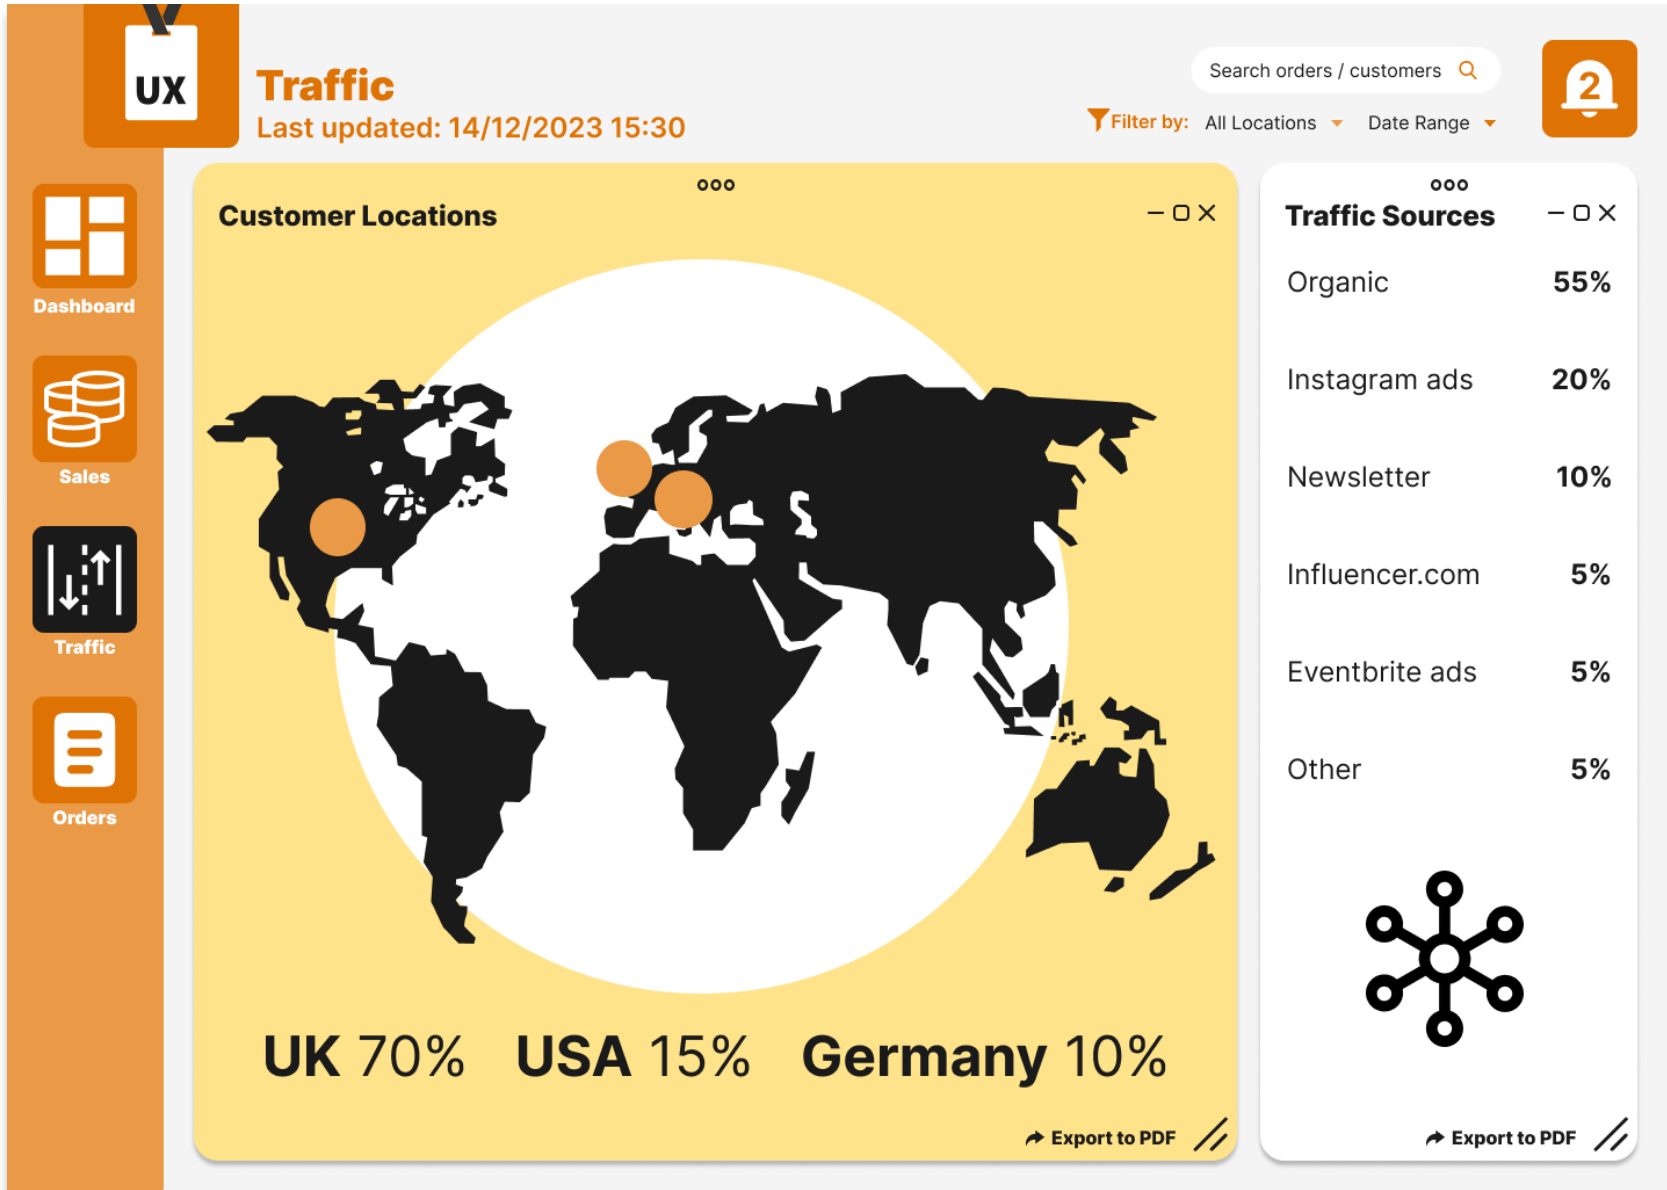 UX
Traffic
Last updated: 14/12/2023 15:30
Search orders / customers
Filter by: All Locations Date Range
2
Dashboard
Sales
Traffic
Orders
Customer Locations
UK 70% USA 15% Germany 10%
Export to PDF
Traffic Sources
Organic 55%
Instagram ads 20%
Newsletter 10%
Influencer.com 5%
Eventbrite ads 5%
Other 5%
Export to PDF